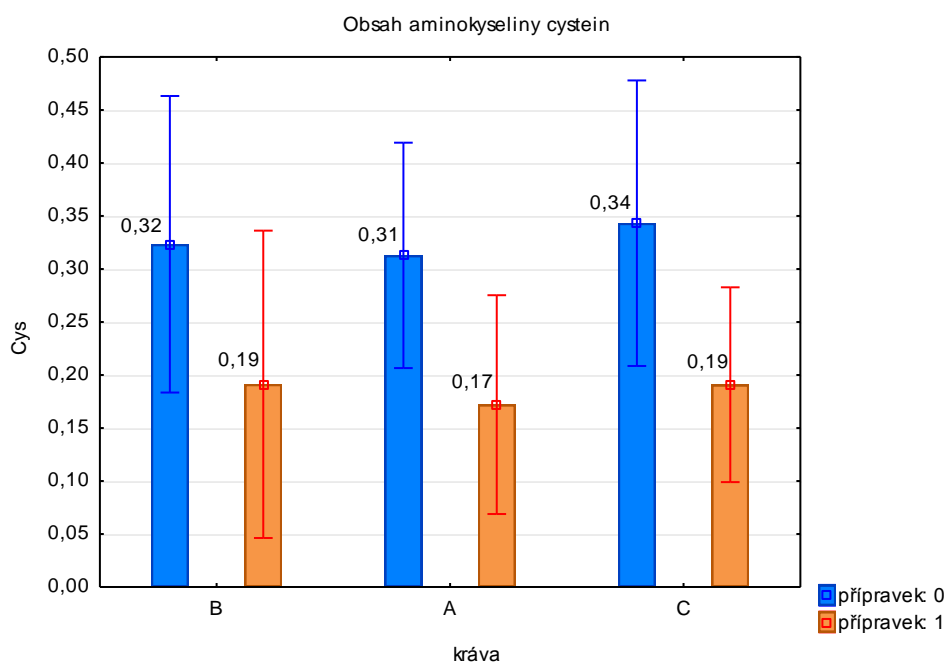 Obsah aminokyseliny cystein
0,50
0,45
0,40
0,35
0,30
0,25
0,20
0,15
0,10
0,05
0,00
Cys
0,32
0,19
0,31
0,17
0,34
0,19
B
A
C
kráva
přípravek: 0
přípravek: 1